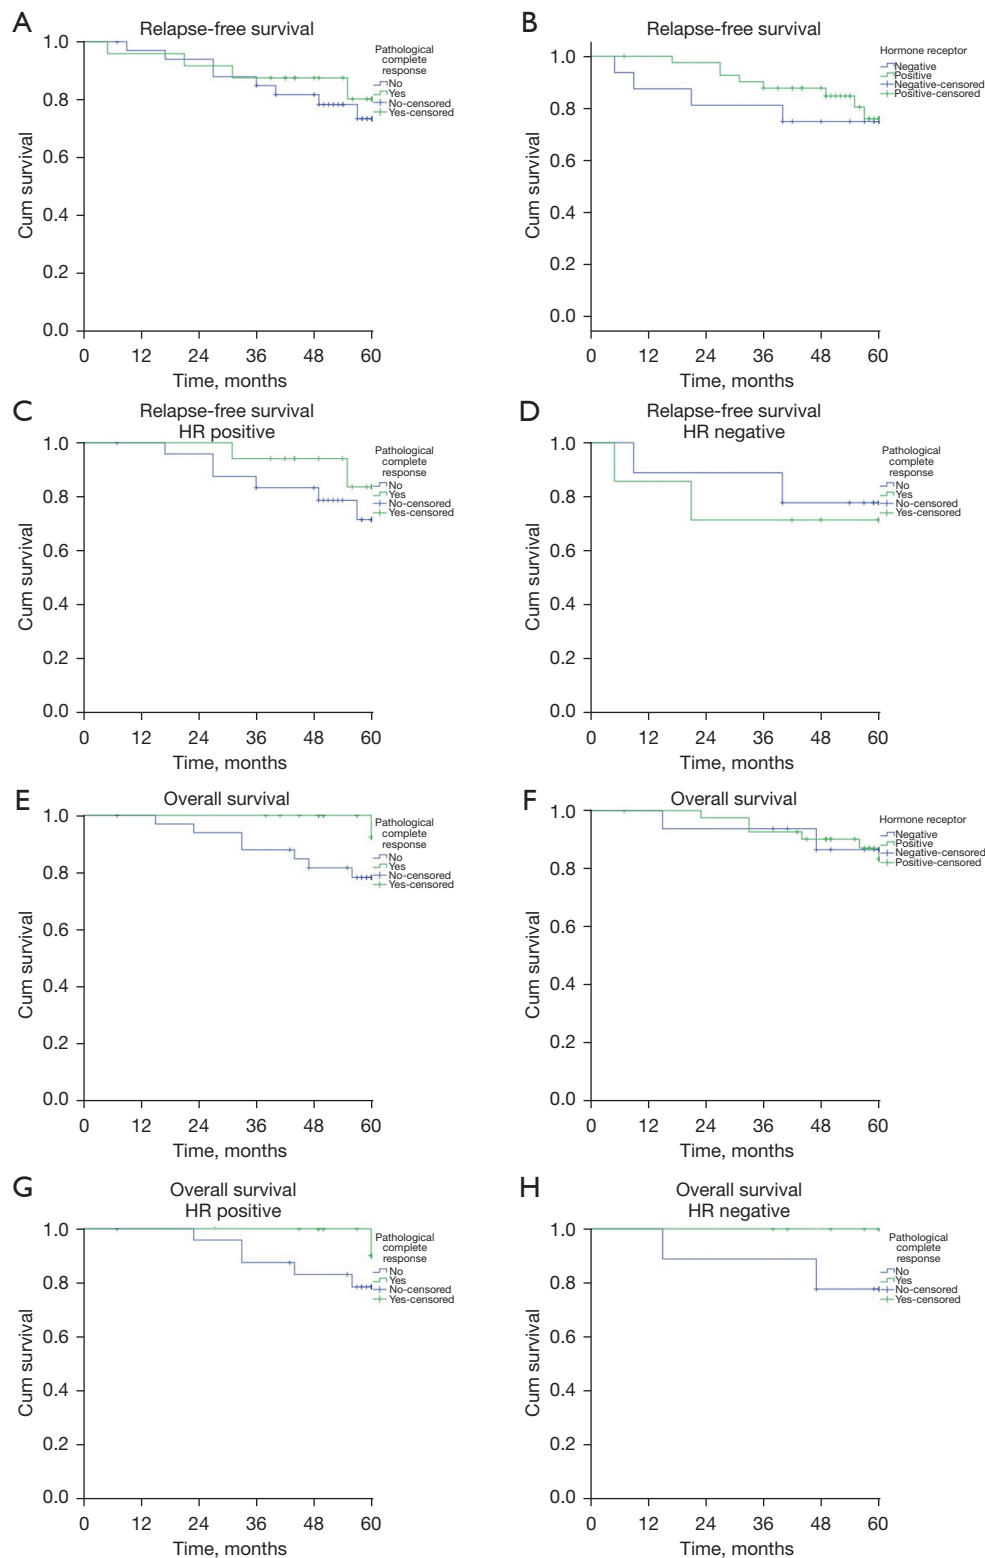 A
Relapse-free survival
Pathological
complete
response
No
Yes
No-censored
Yes-censored
1.0
0.8
0.6
0.4
0.2
0.0
Cum survival
0 12 24 36 48 60
Time, months
B
Relapse-free survival
Hormone receptor
Negative
Positive
Negative-censored
Positive-censored
1.0
0.8
0.6
0.4
0.2
0.0
Cum survival
0 12 24 36 48 60
Time, months
C
Relapse-free survival
HR positive
Pathological
complete
response
No
Yes
No-censored
Yes-censored
1.0
0.8
0.6
0.4
0.2
0.0
Cum survival
0 12 24 36 48 60
Time, months
D
Relapse-free survival
HR negative
Pathological
complete
response
No
Yes
No-censored
Yes-censored
1.0
0.8
0.6
0.4
0.2
0.0
Cum survival
0 12 24 36 48 60
Time, months
E
Overall survival
Pathological
complete
response
No
Yes
No-censored
Yes-censored
1.0
0.8
0.6
0.4
0.2
0.0
Cum survival
0 12 24 36 48 60
Time, months
F
Overall survival
Hormone receptor
Negative
Positive
Negative-censored
Positive-censored
1.0
0.8
0.6
0.4
0.2
0.0
Cum survival
0 12 24 36 48 60
Time, months
G
Overall survival
HR positive
Pathological
complete
response
No
Yes
No-censored
Yes-censored
1.0
0.8
0.6
0.4
0.2
0.0
Cum survival
0 12 24 36 48 60
Time, months
H
Overall survival
HR negative
Pathological
complete
response
No
Yes
No-censored
Yes-censored
1.0
0.8
0.6
0.4
0.2
0.0
Cum survival
0 12 24 36 48 60
Time, months